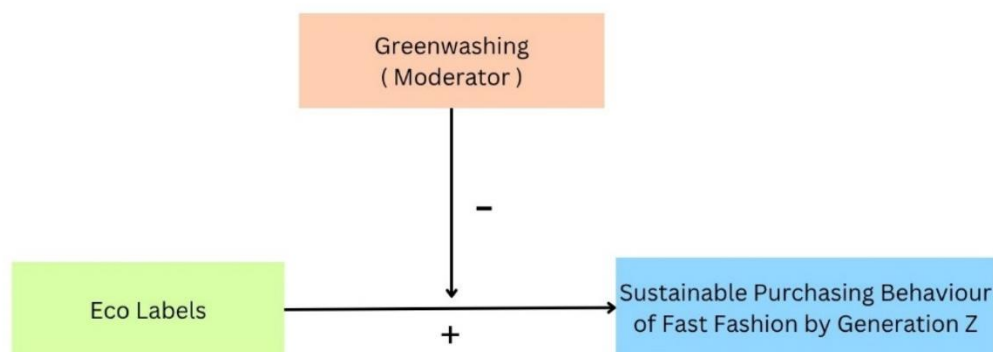 Greenwashing
( Moderator )
-
Eco Labels
+
Sustainable Purchasing Behaviour
of Fast Fashion by Generation Z